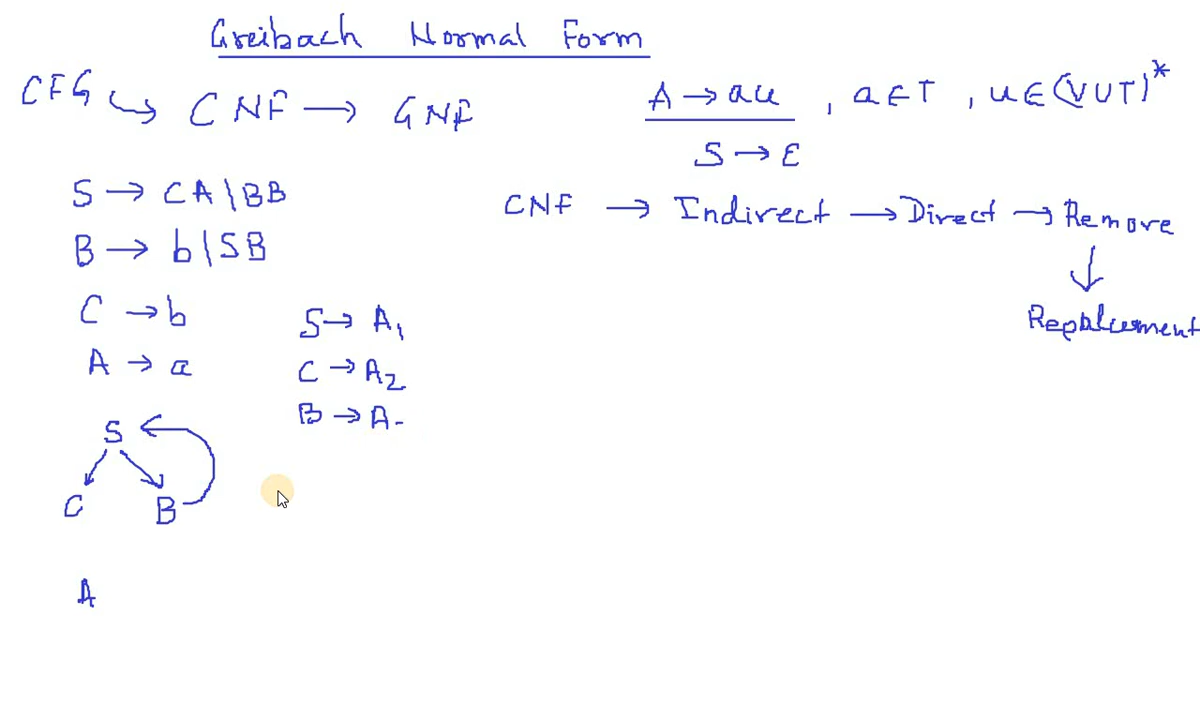 Greibach Normal Form
CFG ↪ CNF → GNF
A → au , a ∈ T , u ∈ (V ∪ T)*
S → ε
S → CA | BB
CNF → Indirect → Direct → Remove
↓
B → b | SB
C → b
Replacement
S → A₁
A → a
C → A₂
B → A-
S
C B
A